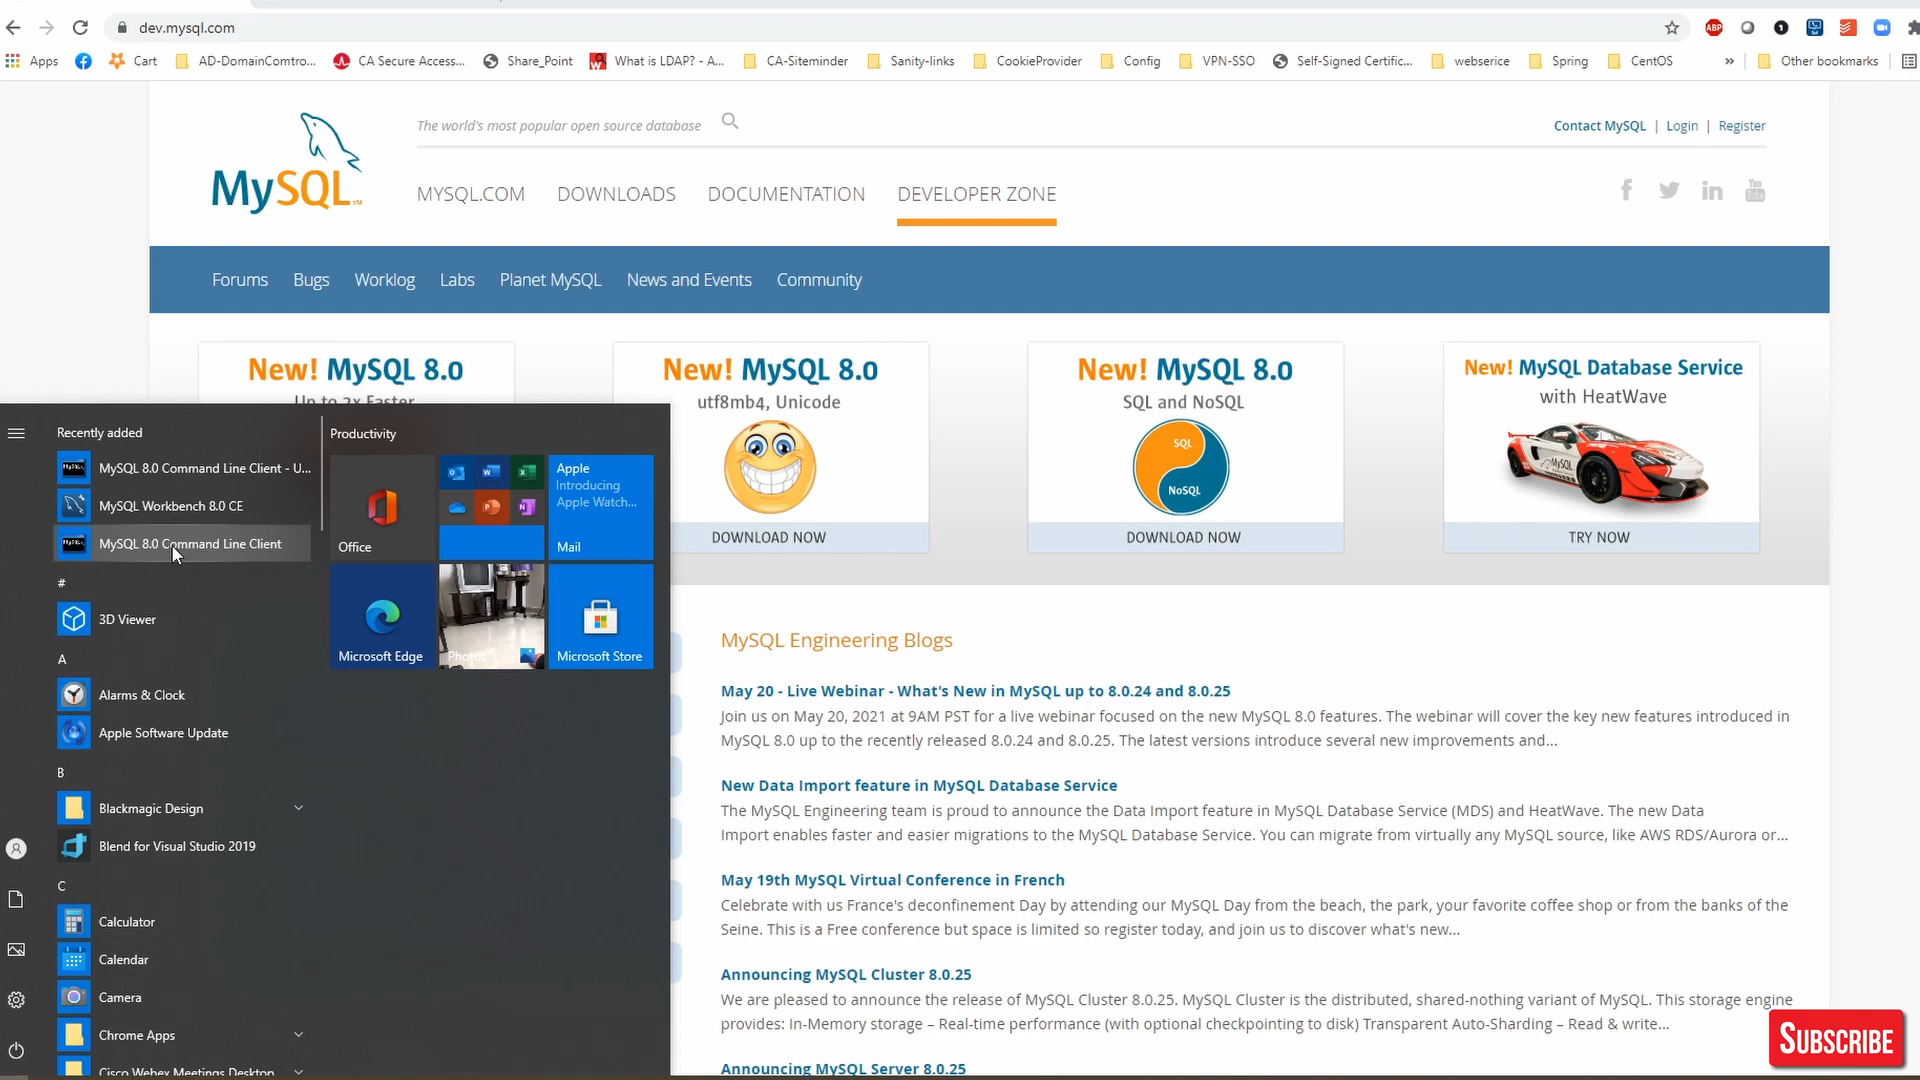 dev.mysql.com
ABP
Apps
Cart
AD-DomainComtro...
CA Secure Access...
Share_Point
What is LDAP? - A...
CA-Siteminder
Sanity-links
CookieProvider
Config
VPN-SSO
Self-Signed Certific...
webserice
Spring
CentOS
»
Other bookmarks
MySQL™
The world's most popular open source database
Contact MySQL | Login | Register
MYSQL.COM
DOWNLOADS
DOCUMENTATION
DEVELOPER ZONE
You
Tube
Forums
Bugs
Worklog
Labs
Planet MySQL
News and Events
Community
New! MySQL 8.0
Up to 2x Faster
New! MySQL 8.0
utf8mb4, Unicode
DOWNLOAD NOW
New! MySQL 8.0
SQL and NoSQL
SQL
NoSQL
DOWNLOAD NOW
New! MySQL Database Service
with HeatWave
MySQL
TRY NOW
Recently added
MySQL 8.0 Command Line Client - U...
MySQL Workbench 8.0 CE
MySQL 8.0 Command Line Client
#
3D Viewer
A
Alarms & Clock
Apple Software Update
B
Blackmagic Design
Blend for Visual Studio 2019
C
Calculator
Calendar
Camera
Chrome Apps
Cisco Webex Meetings Desktop
Productivity
Office
Apple
Introducing
Apple Watch...
Mail
Microsoft Edge
Photos
Microsoft Store
MySQL Engineering Blogs
May 20 - Live Webinar - What's New in MySQL up to 8.0.24 and 8.0.25
Join us on May 20, 2021 at 9AM PST for a live webinar focused on the new MySQL 8.0 features. The webinar will cover the key new features introduced in
MySQL 8.0 up to the recently released 8.0.24 and 8.0.25. The latest versions introduce several new improvements and...
New Data Import feature in MySQL Database Service
The MySQL Engineering team is proud to announce the Data Import feature in MySQL Database Service (MDS) and HeatWave. The new Data
Import enables faster and easier migrations to the MySQL Database Service. You can migrate from virtually any MySQL source, like AWS RDS/Aurora or...
May 19th MySQL Virtual Conference in French
Celebrate with us France's deconfinement Day by attending our MySQL Day from the beach, the park, your favorite coffee shop or from the banks of the
Seine. This is a Free conference but space is limited so register today, and join us to discover what's new...
Announcing MySQL Cluster 8.0.25
We are pleased to announce the release of MySQL Cluster 8.0.25. MySQL Cluster is the distributed, shared-nothing variant of MySQL. This storage engine
provides: In-Memory storage – Real-time performance (with optional checkpointing to disk) Transparent Auto-Sharding – Read & write...
Announcing MySQL Server 8.0.25
SUBSCRIBE